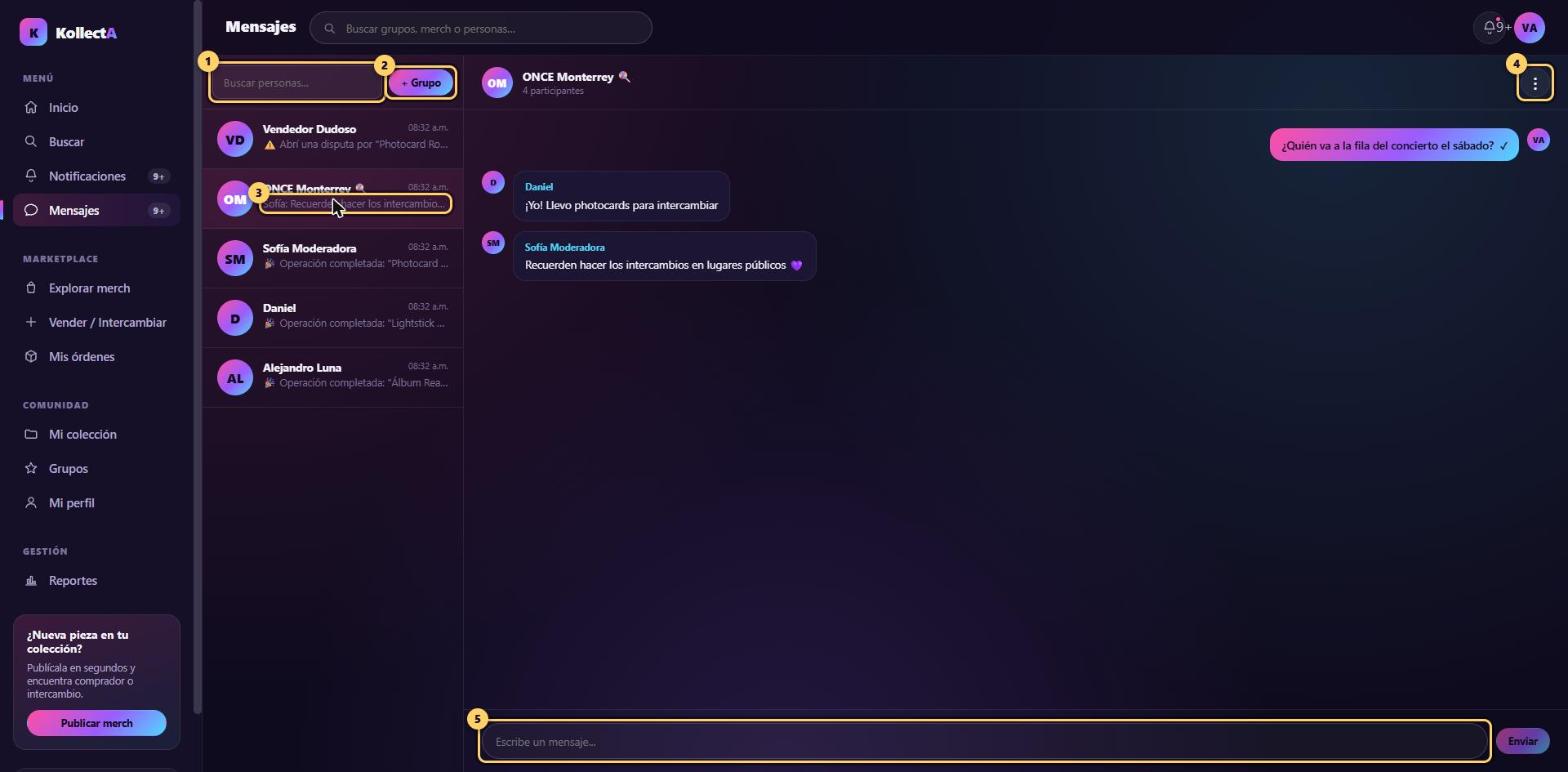 K KollectA
MENÚ
Inicio
Buscar
Notificaciones 9+
Mensajes 9+
MARKETPLACE
Explorar merch
Vender / Intercambiar
Mis órdenes
COMUNIDAD
Mi colección
Grupos
Mi perfil
GESTIÓN
Reportes
¿Nueva pieza en tu
colección?
Publícala en segundos y
encuentra comprador o
intercambio.
Publicar merch
Mensajes
Buscar grupos, merch o personas...
9+ VA
1
Buscar personas...
2
+ Grupo
VD
Vendedor Dudoso 08:32 a.m.
⚠️ Abrí una disputa por "Photocard Ro...
OM
ONCE Monterrey 🍭 08:32 a.m.
3
Sofía: Recuerden hacer los intercambio...
SM
Sofía Moderadora 08:32 a.m.
🎉 Operación completada: "Photocard ...
D
Daniel 08:32 a.m.
🎉 Operación completada: "Lightstick ...
AL
Alejandro Luna 08:32 a.m.
🎉 Operación completada: "Álbum Rea...
OM
ONCE Monterrey 🍭
4 participantes
4
¿Quién va a la fila del concierto el sábado? ✓
VA
D
Daniel
¡Yo! Llevo photocards para intercambiar
SM
Sofía Moderadora
Recuerden hacer los intercambios en lugares públicos 💜
5
Escribe un mensaje...
Enviar